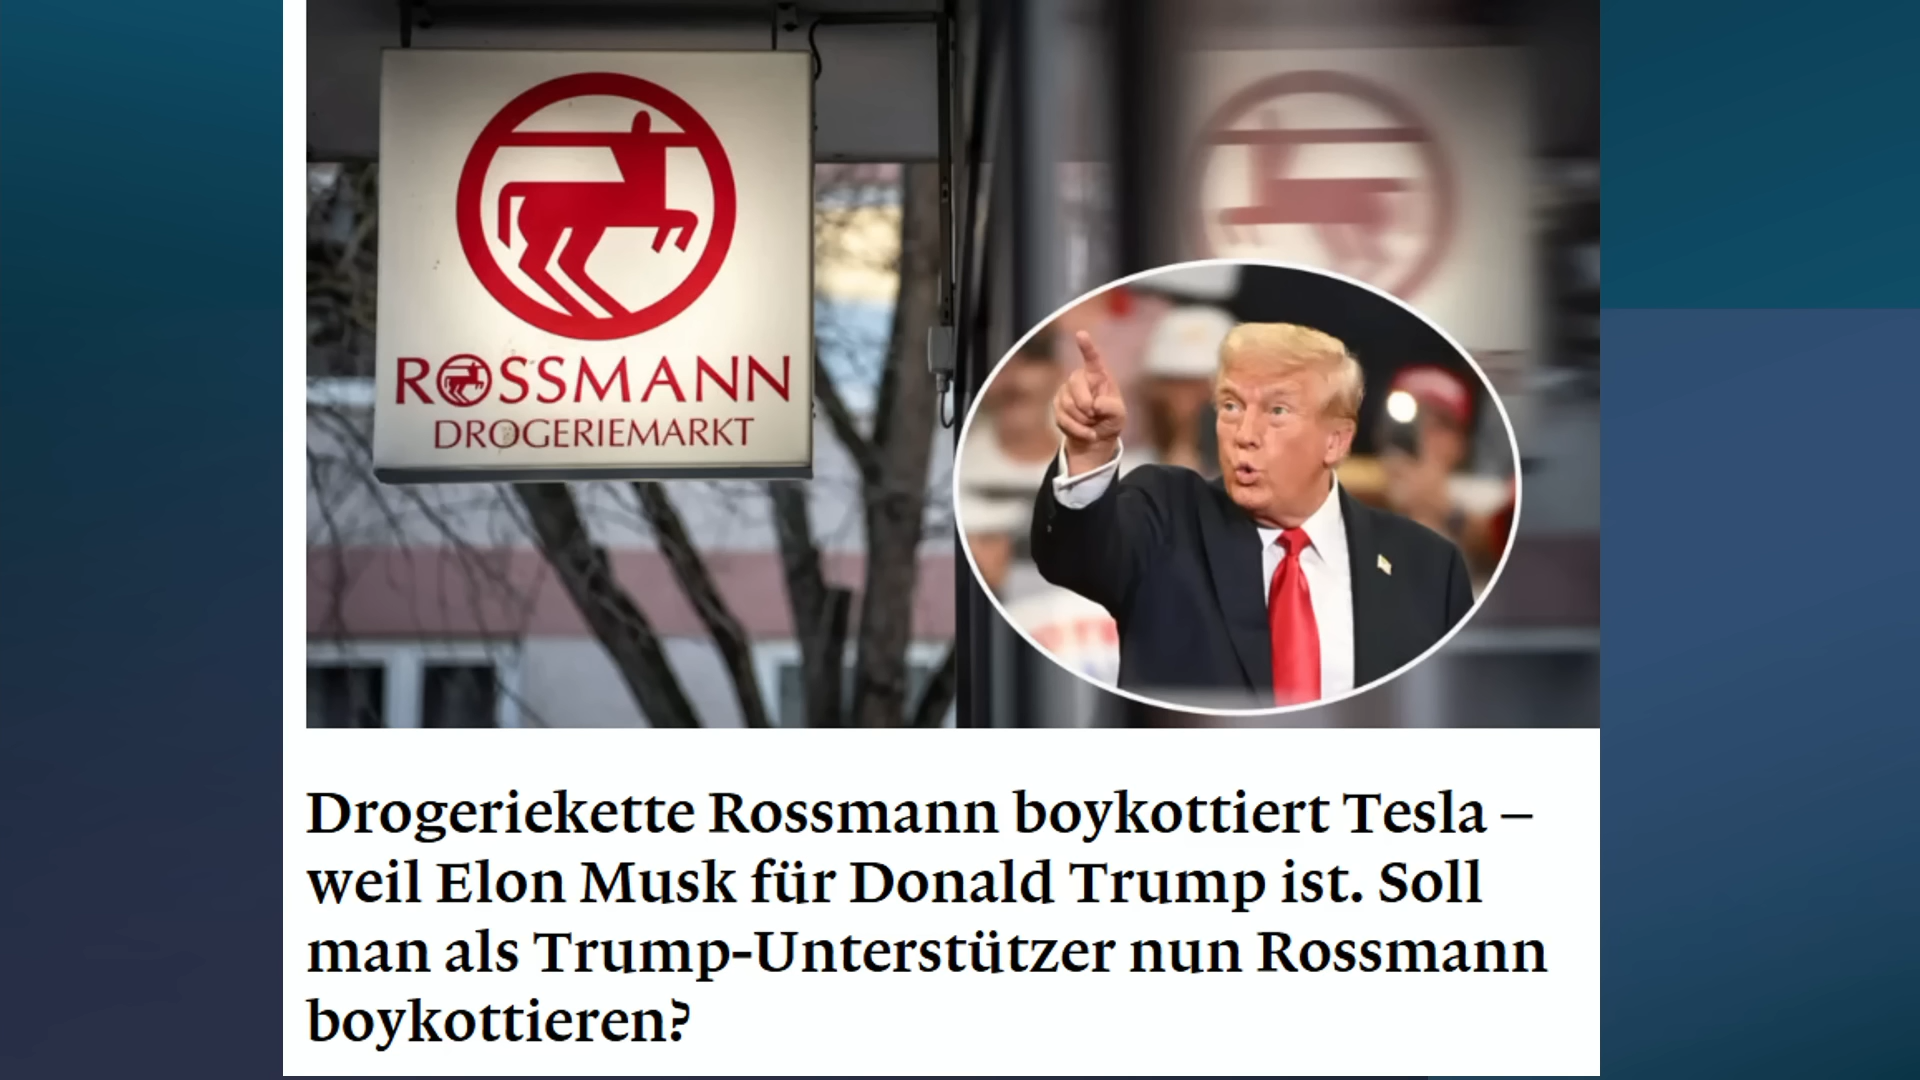 ROSSMANN
DROGERIEMARKT
Drogeriekette Rossmann boykottiert Tesla –
weil Elon Musk für Donald Trump ist. Soll
man als Trump-Unterstützer nun Rossmann
boykottieren?